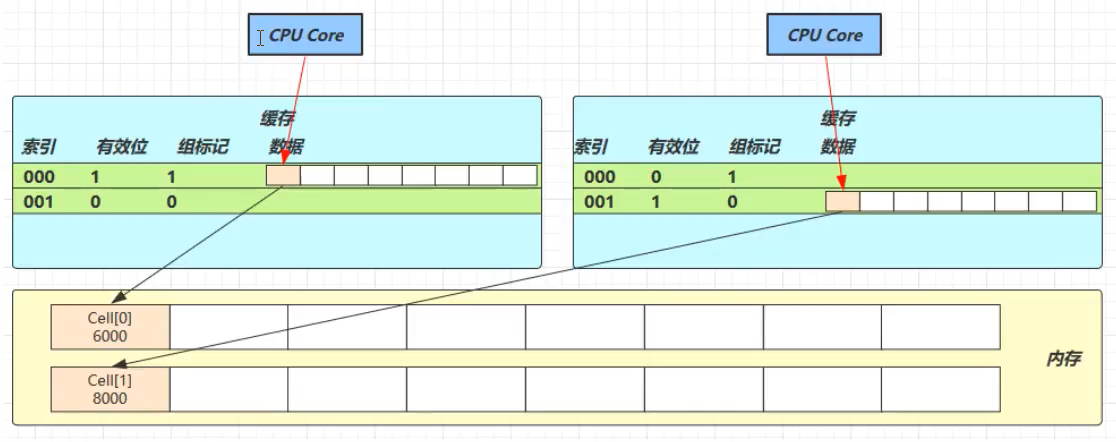 CPU Core
CPU Core
缓存
索引 有效位 组标记 数据
000 1 1
001 0 0
缓存
索引 有效位 组标记 数据
000 0 1
001 1 0
Cell[0]
6000
Cell[1]
8000
内存